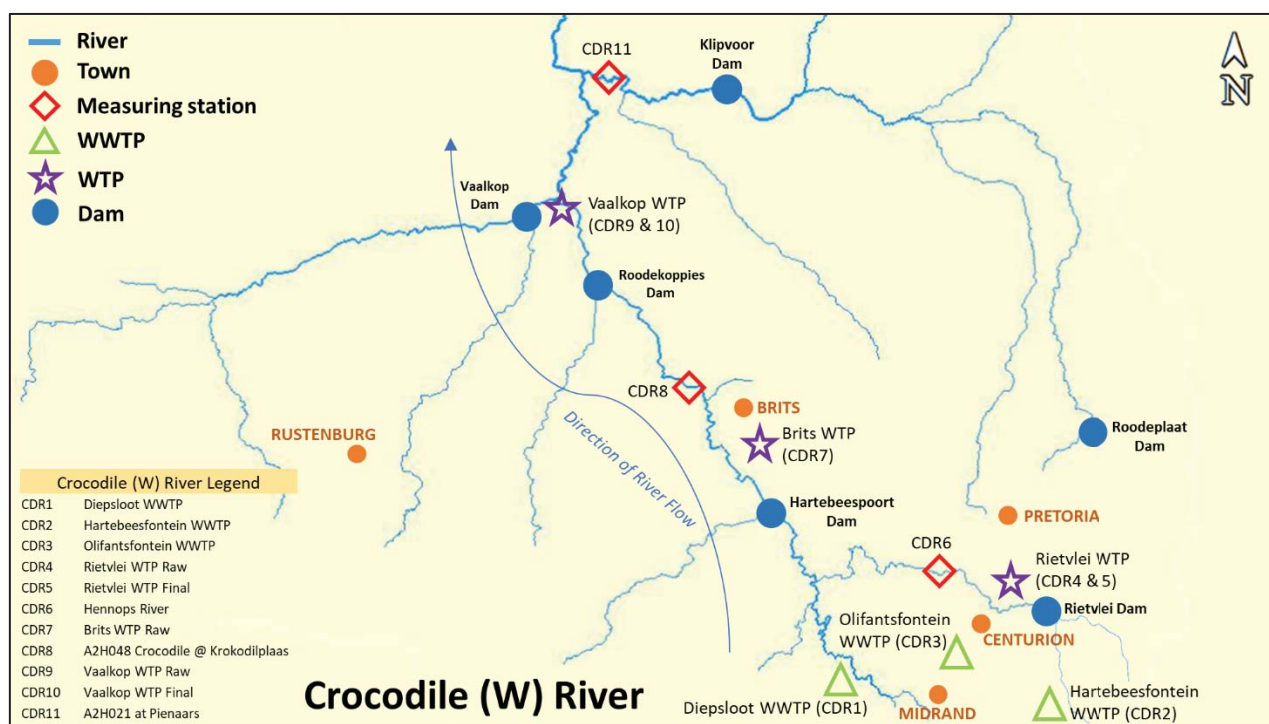 River
Town
Measuring station
WWTP
WTP
Dam
CDR11
Klipvoor
Dam
N
Vaalkop
Dam
Vaalkop WTP
(CDR9 & 10)
Roodekoppies
Dam
CDR8
BRITS
Brits WTP
(CDR7)
Roodeplaat
Dam
RUSTENBURG
Direction of River Flow
Hartebeespoort
Dam
PRETORIA
CDR6
Rietvlei WTP
(CDR4 & 5)
Rietvlei Dam
Olifantsfontein
WWTP (CDR3)
CENTURION
Diepsloot WWTP (CDR1)
MIDRAND
Hartebeesfontein
WWTP (CDR2)
Crocodile (W) River Legend
CDR1 Diepsloot WWTP
CDR2 Hartebeesfontein WWTP
CDR3 Olifantsfontein WWTP
CDR4 Rietvlei WTP Raw
CDR5 Rietvlei WTP Final
CDR6 Hennops River
CDR7 Brits WTP Raw
CDR8 A2H048 Crocodile @ Krokodilplaas
CDR9 Vaalkop WTP Raw
CDR10 Vaalkop WTP Final
CDR11 A2H021 at Pienaars
Crocodile (W) River